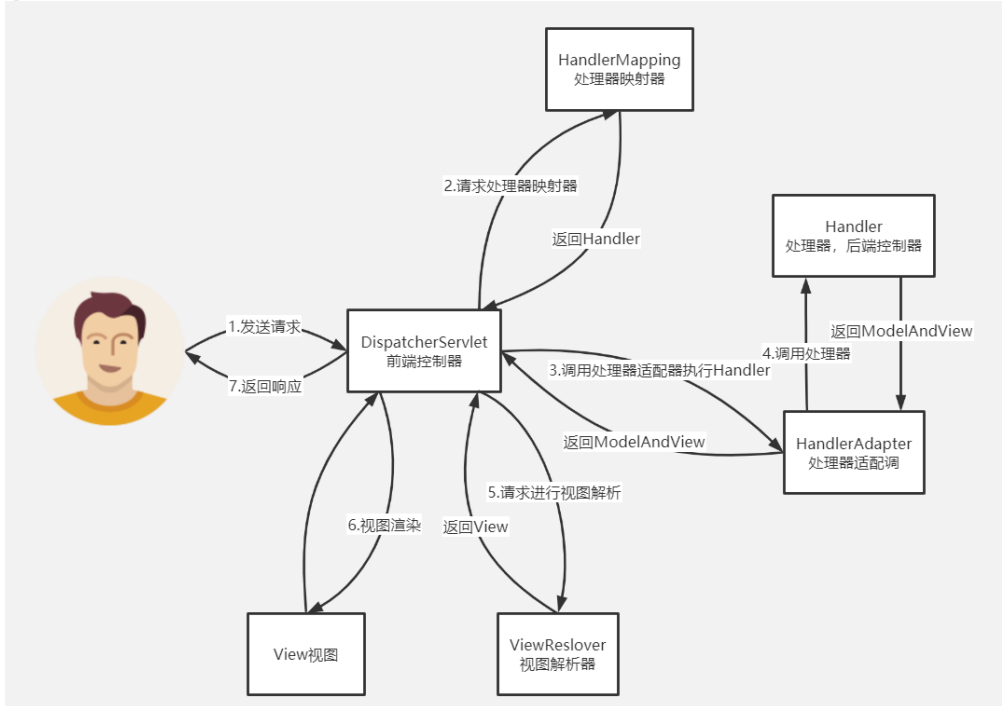 HandlerMapping
处理器映射器
2.请求处理器映射器
返回Handler
Handler
处理器，后端控制器
1.发送请求
7.返回响应
DispatcherServlet
前端控制器
返回ModelAndView
4.调用处理器
3.调用处理器适配器执行Handler
返回ModelAndView
HandlerAdapter
处理器适配调
5.请求进行视图解析
6.视图渲染
返回View
View视图
ViewReslover
视图解析器